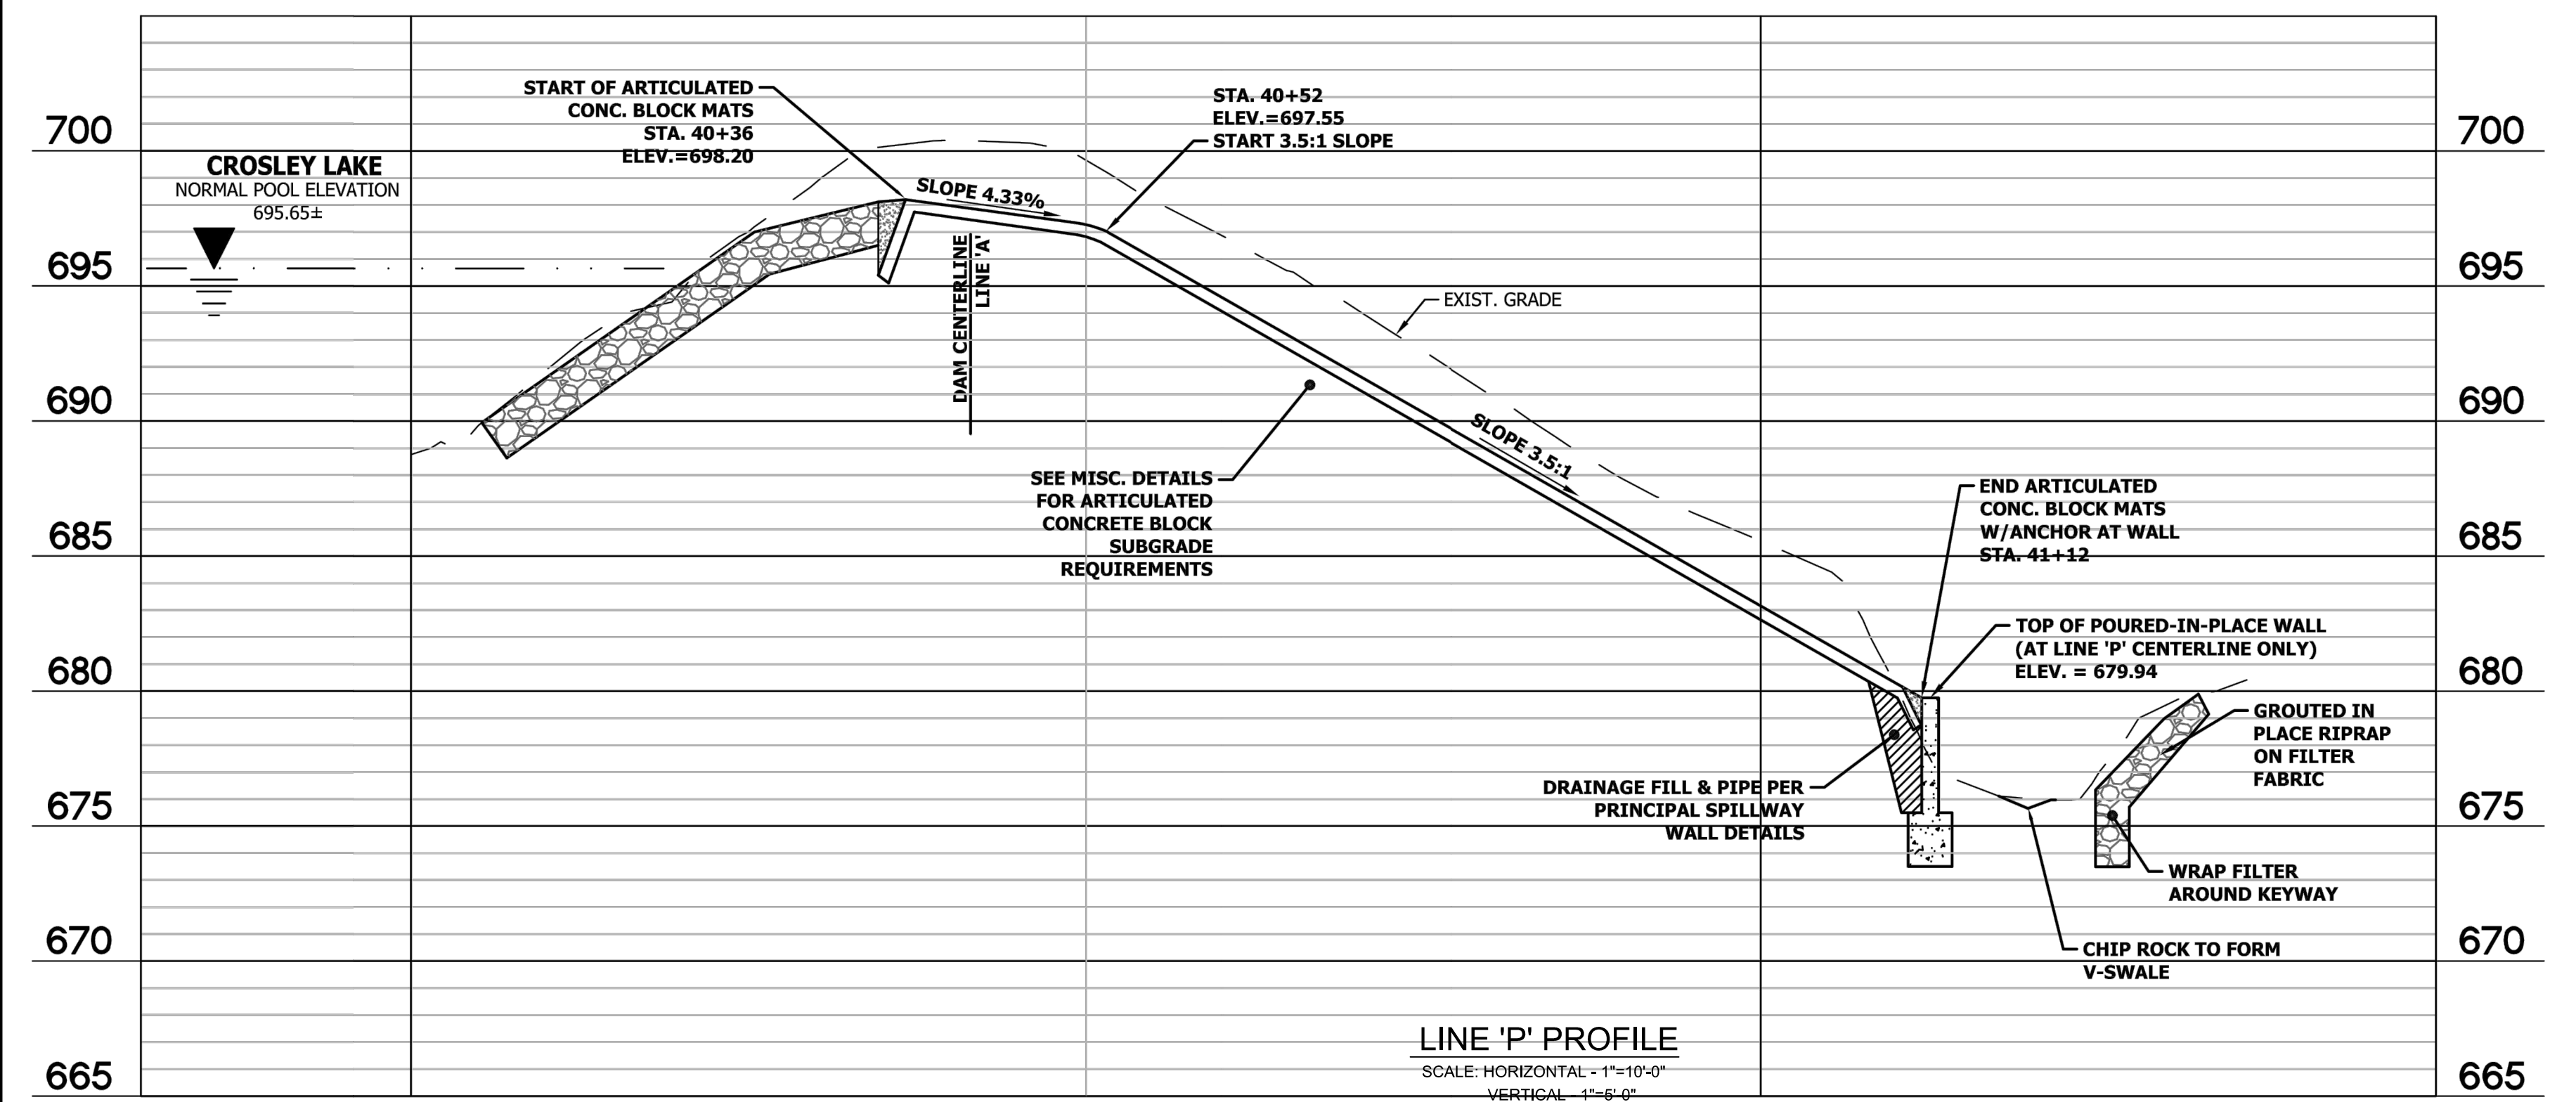 START OF ARTICULATED
CONC. BLOCK MATS
STA. 40+36
ELEV.=698.20
STA. 40+52
ELEV.=697.55
START 3.5:1 SLOPE
700
700
CROSLEY LAKE
NORMAL POOL ELEVATION
695.65±
SLOPE 4.33%
DAM CENTERLINE
LINE 'A'
695
695
EXIST. GRADE
690
690
SLOPE 3.5:1
SEE MISC. DETAILS
FOR ARTICULATED
CONCRETE BLOCK
SUBGRADE
REQUIREMENTS
END ARTICULATED
CONC. BLOCK MATS
W/ANCHOR AT WALL
STA. 41+12
685
685
TOP OF POURED-IN-PLACE WALL
(AT LINE 'P' CENTERLINE ONLY)
ELEV. = 679.94
680
680
GROUTED IN
PLACE RIPRAP
ON FILTER
FABRIC
DRAINAGE FILL & PIPE PER
PRINCIPAL SPILLWAY
WALL DETAILS
675
675
WRAP FILTER
AROUND KEYWAY
670
670
CHIP ROCK TO FORM
V-SWALE
LINE 'P' PROFILE
SCALE: HORIZONTAL - 1"=10'-0"
VERTICAL - 1"=5'-0"
665
665